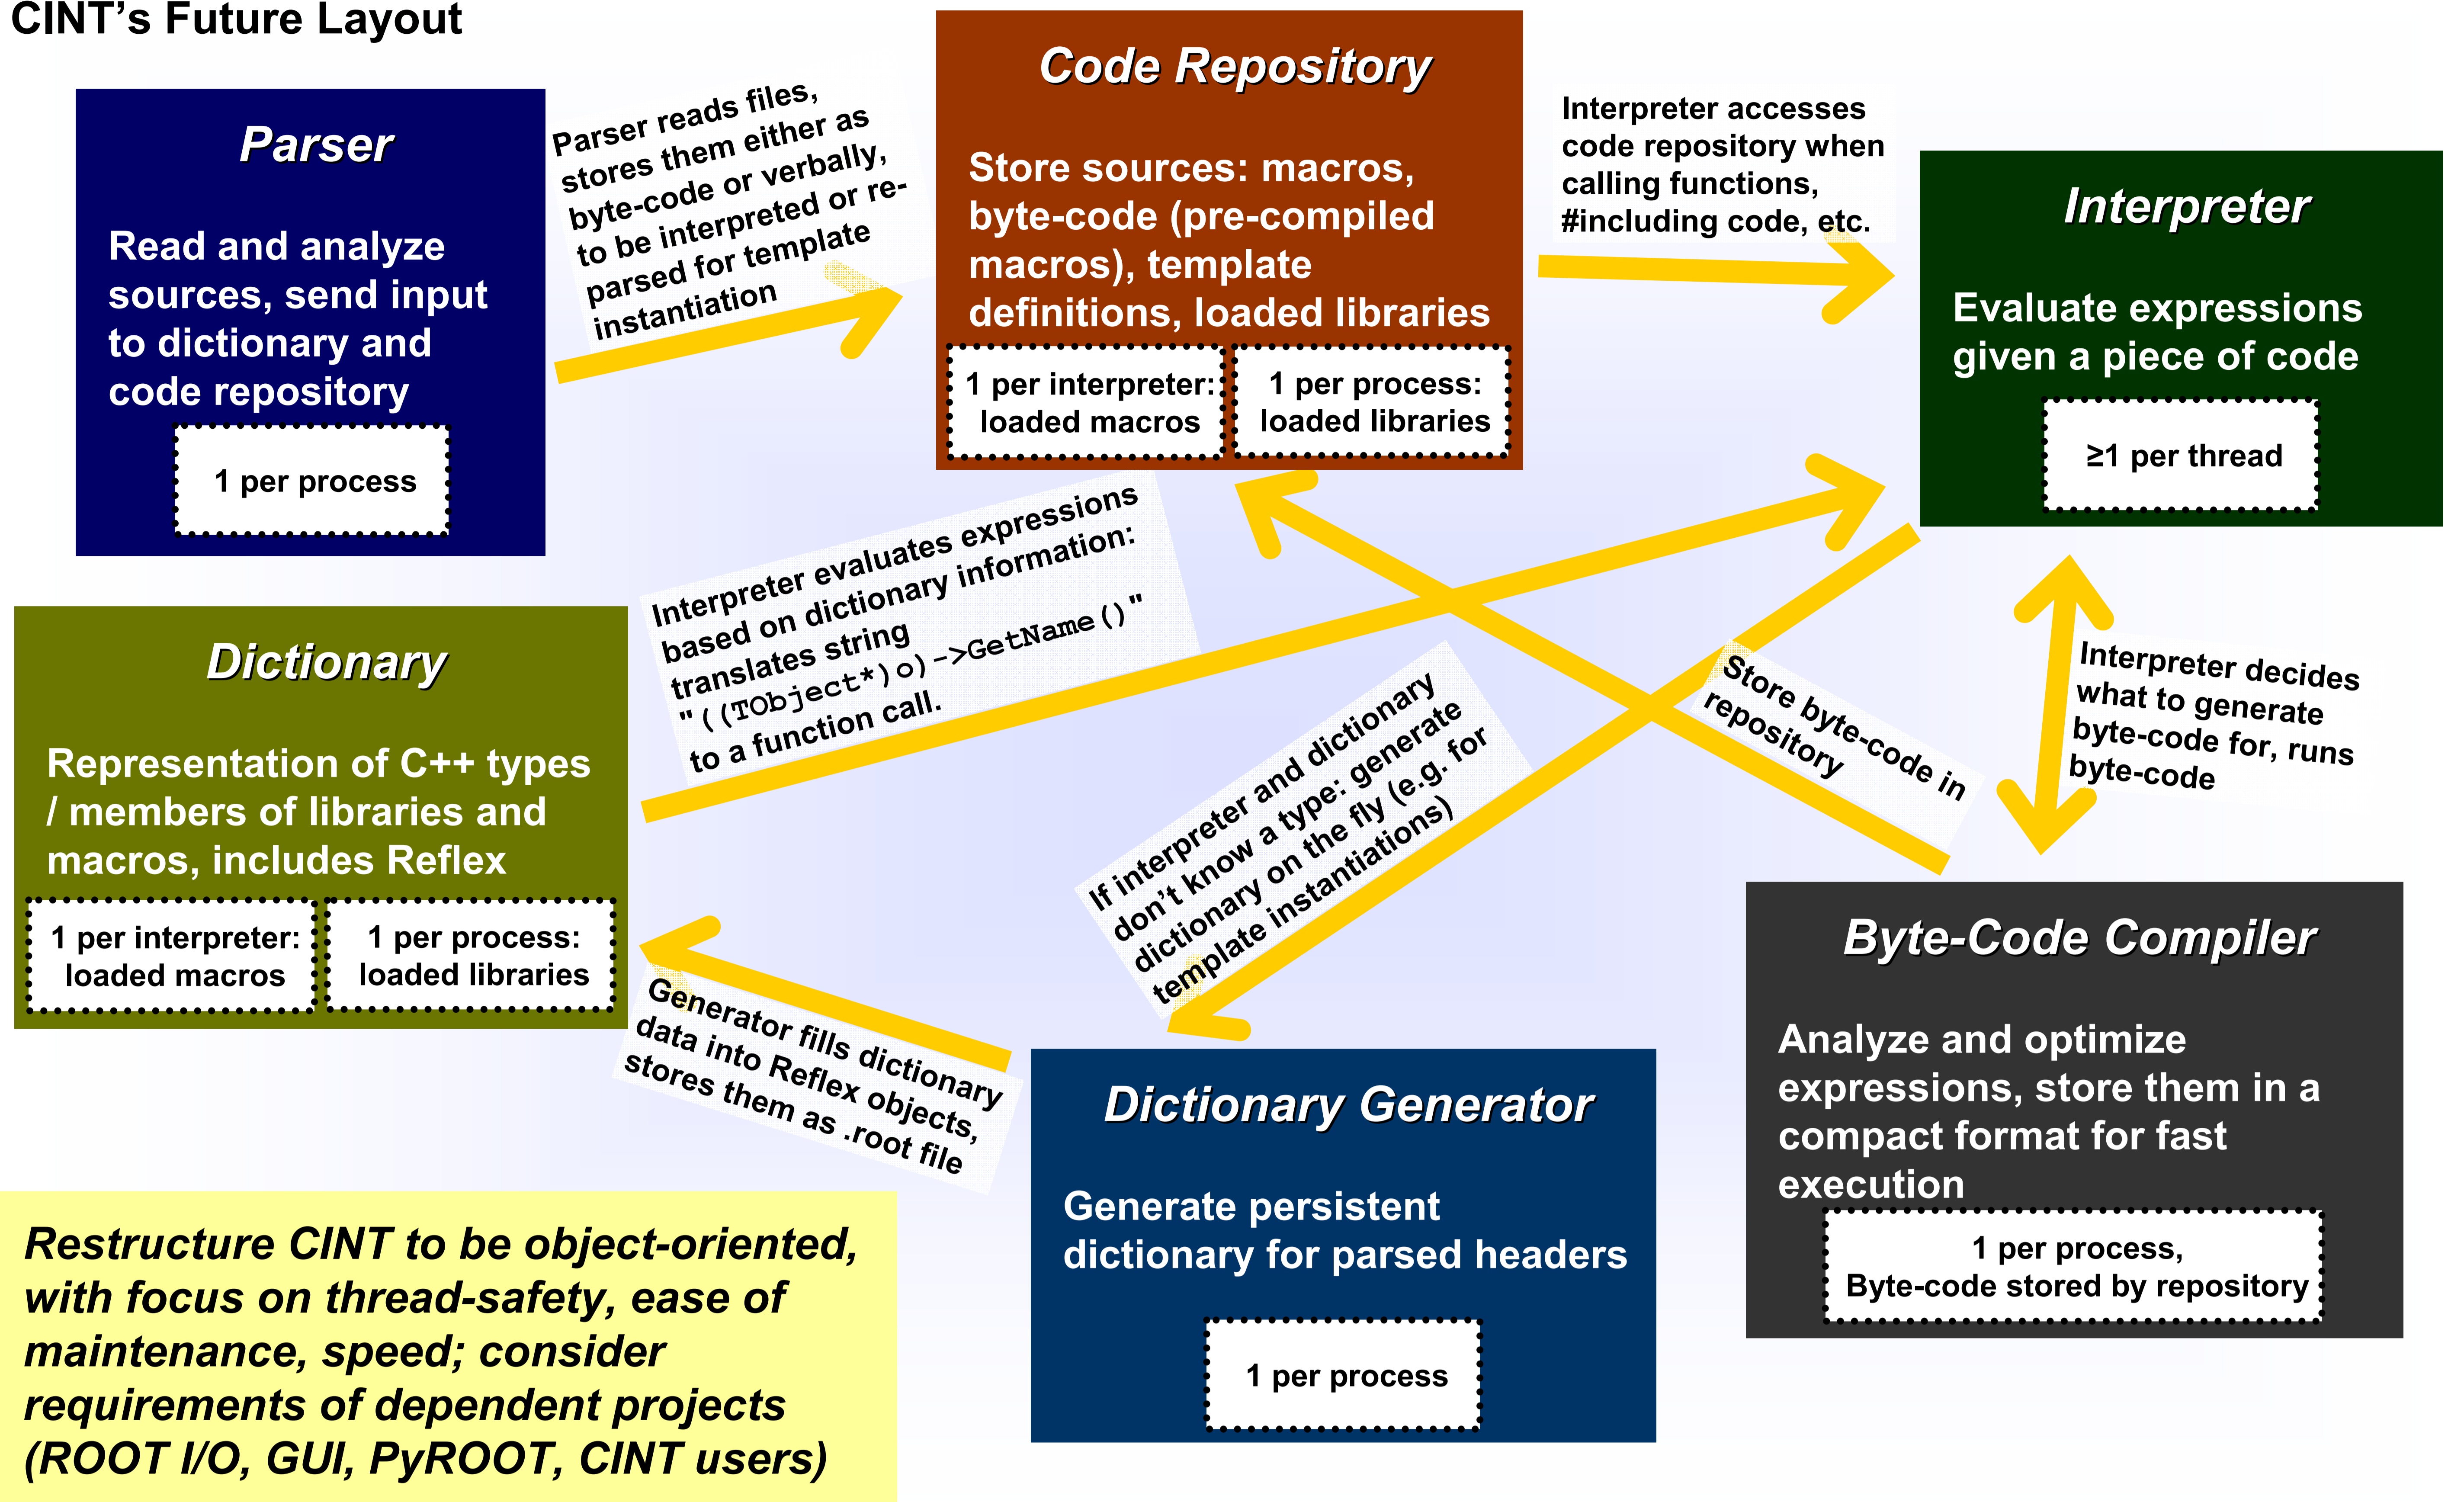 CINT's Future Layout
Parser
Read and analyze
sources, send input
to dictionary and
code repository
1 per process
Parser reads files,
stores them either as
byte-code or verbally,
to be interpreted or re-
parsed for template
instantiation
Code Repository
Store sources: macros,
byte-code (pre-compiled
macros), template
definitions, loaded libraries
1 per interpreter:
loaded macros
1 per process:
loaded libraries
Interpreter accesses
code repository when
calling functions,
#including code, etc.
Interpreter
Evaluate expressions
given a piece of code
≥1 per thread
Dictionary
Representation of C++ types
/ members of libraries and
macros, includes Reflex
1 per interpreter:
loaded macros
1 per process:
loaded libraries
Interpreter evaluates expressions
based on dictionary information:
translates string
"((TObject*)o)->GetName()"
to a function call.
If interpreter and dictionary
don't know a type: generate
dictionary on the fly (e.g. for
template instantiations)
Store byte-code in
repository
Interpreter decides
what to generate
byte-code for, runs
byte-code
Generator fills dictionary
data into Reflex objects,
stores them as .root file
Dictionary Generator
Generate persistent
dictionary for parsed headers
1 per process
Byte-Code Compiler
Analyze and optimize
expressions, store them in a
compact format for fast
execution
1 per process,
Byte-code stored by repository
Restructure CINT to be object-oriented,
with focus on thread-safety, ease of
maintenance, speed; consider
requirements of dependent projects
(ROOT I/O, GUI, PyROOT, CINT users)